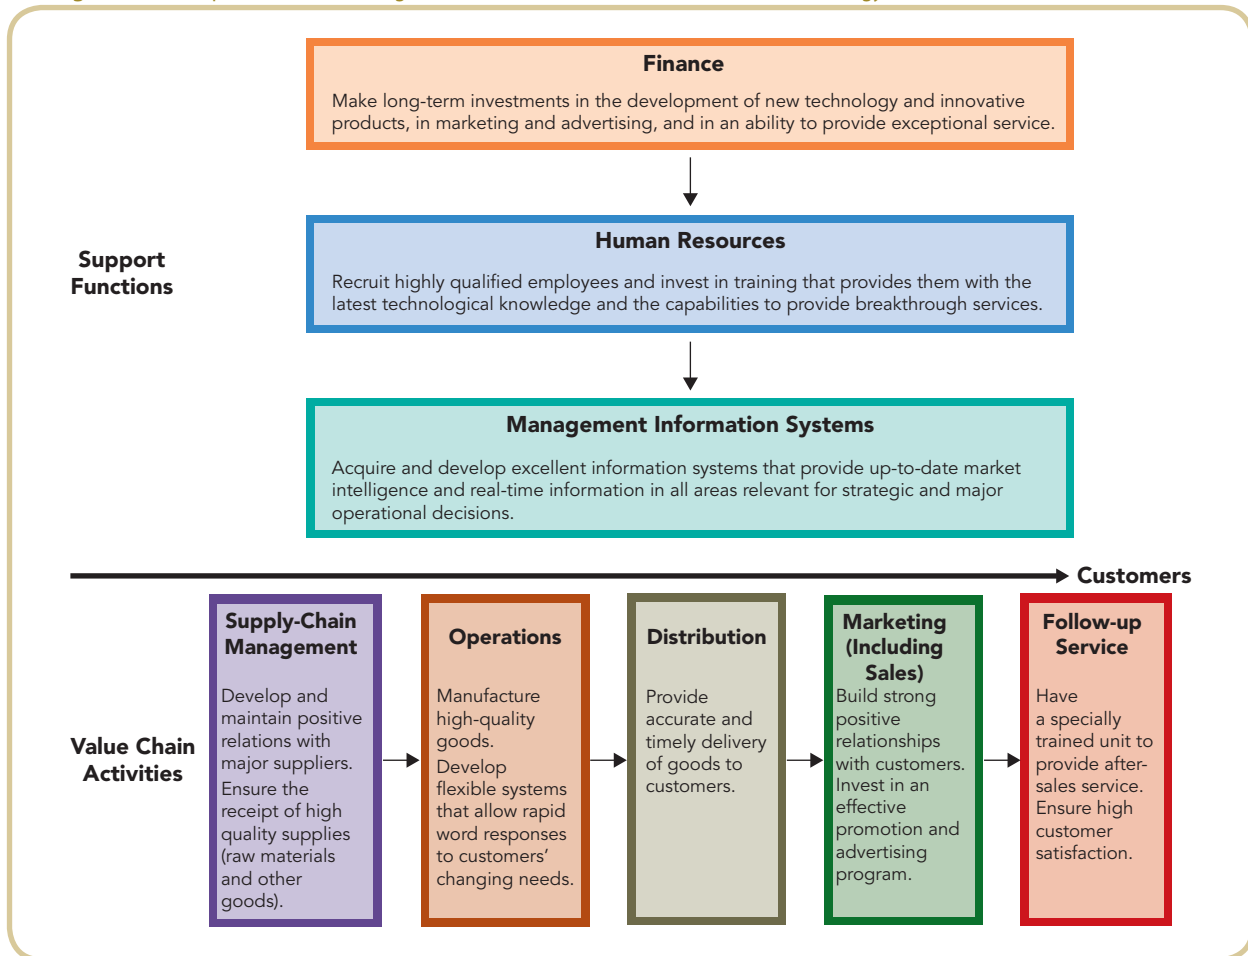 Finance
Make long-term investments in the development of new technology and innovative
products, in marketing and advertising, and in an ability to provide exceptional service.
Support
Functions
Human Resources
Recruit highly qualified employees and invest in training that provides them with the
latest technological knowledge and the capabilities to provide breakthrough services.
Management Information Systems
Acquire and develop excellent information systems that provide up-to-date market
intelligence and real-time information in all areas relevant for strategic and major
operational decisions.
Customers
Value Chain
Activities
Supply-Chain
Management
Develop and
maintain positive
relations with
major suppliers.
Ensure the
receipt of high
quality supplies
(raw materials
and other
goods).
Operations
Manufacture
high-quality
goods.
Develop
flexible systems
that allow rapid
word responses
to customers'
changing needs.
Distribution
Provide
accurate and
timely delivery
of goods to
customers.
Marketing
(Including
Sales)
Build strong
positive
relationships
with customers.
Invest in an
effective
promotion and
advertising
program.
Follow-up
Service
Have
a specially
trained unit to
provide after-
sales service.
Ensure high
customer
satisfaction.